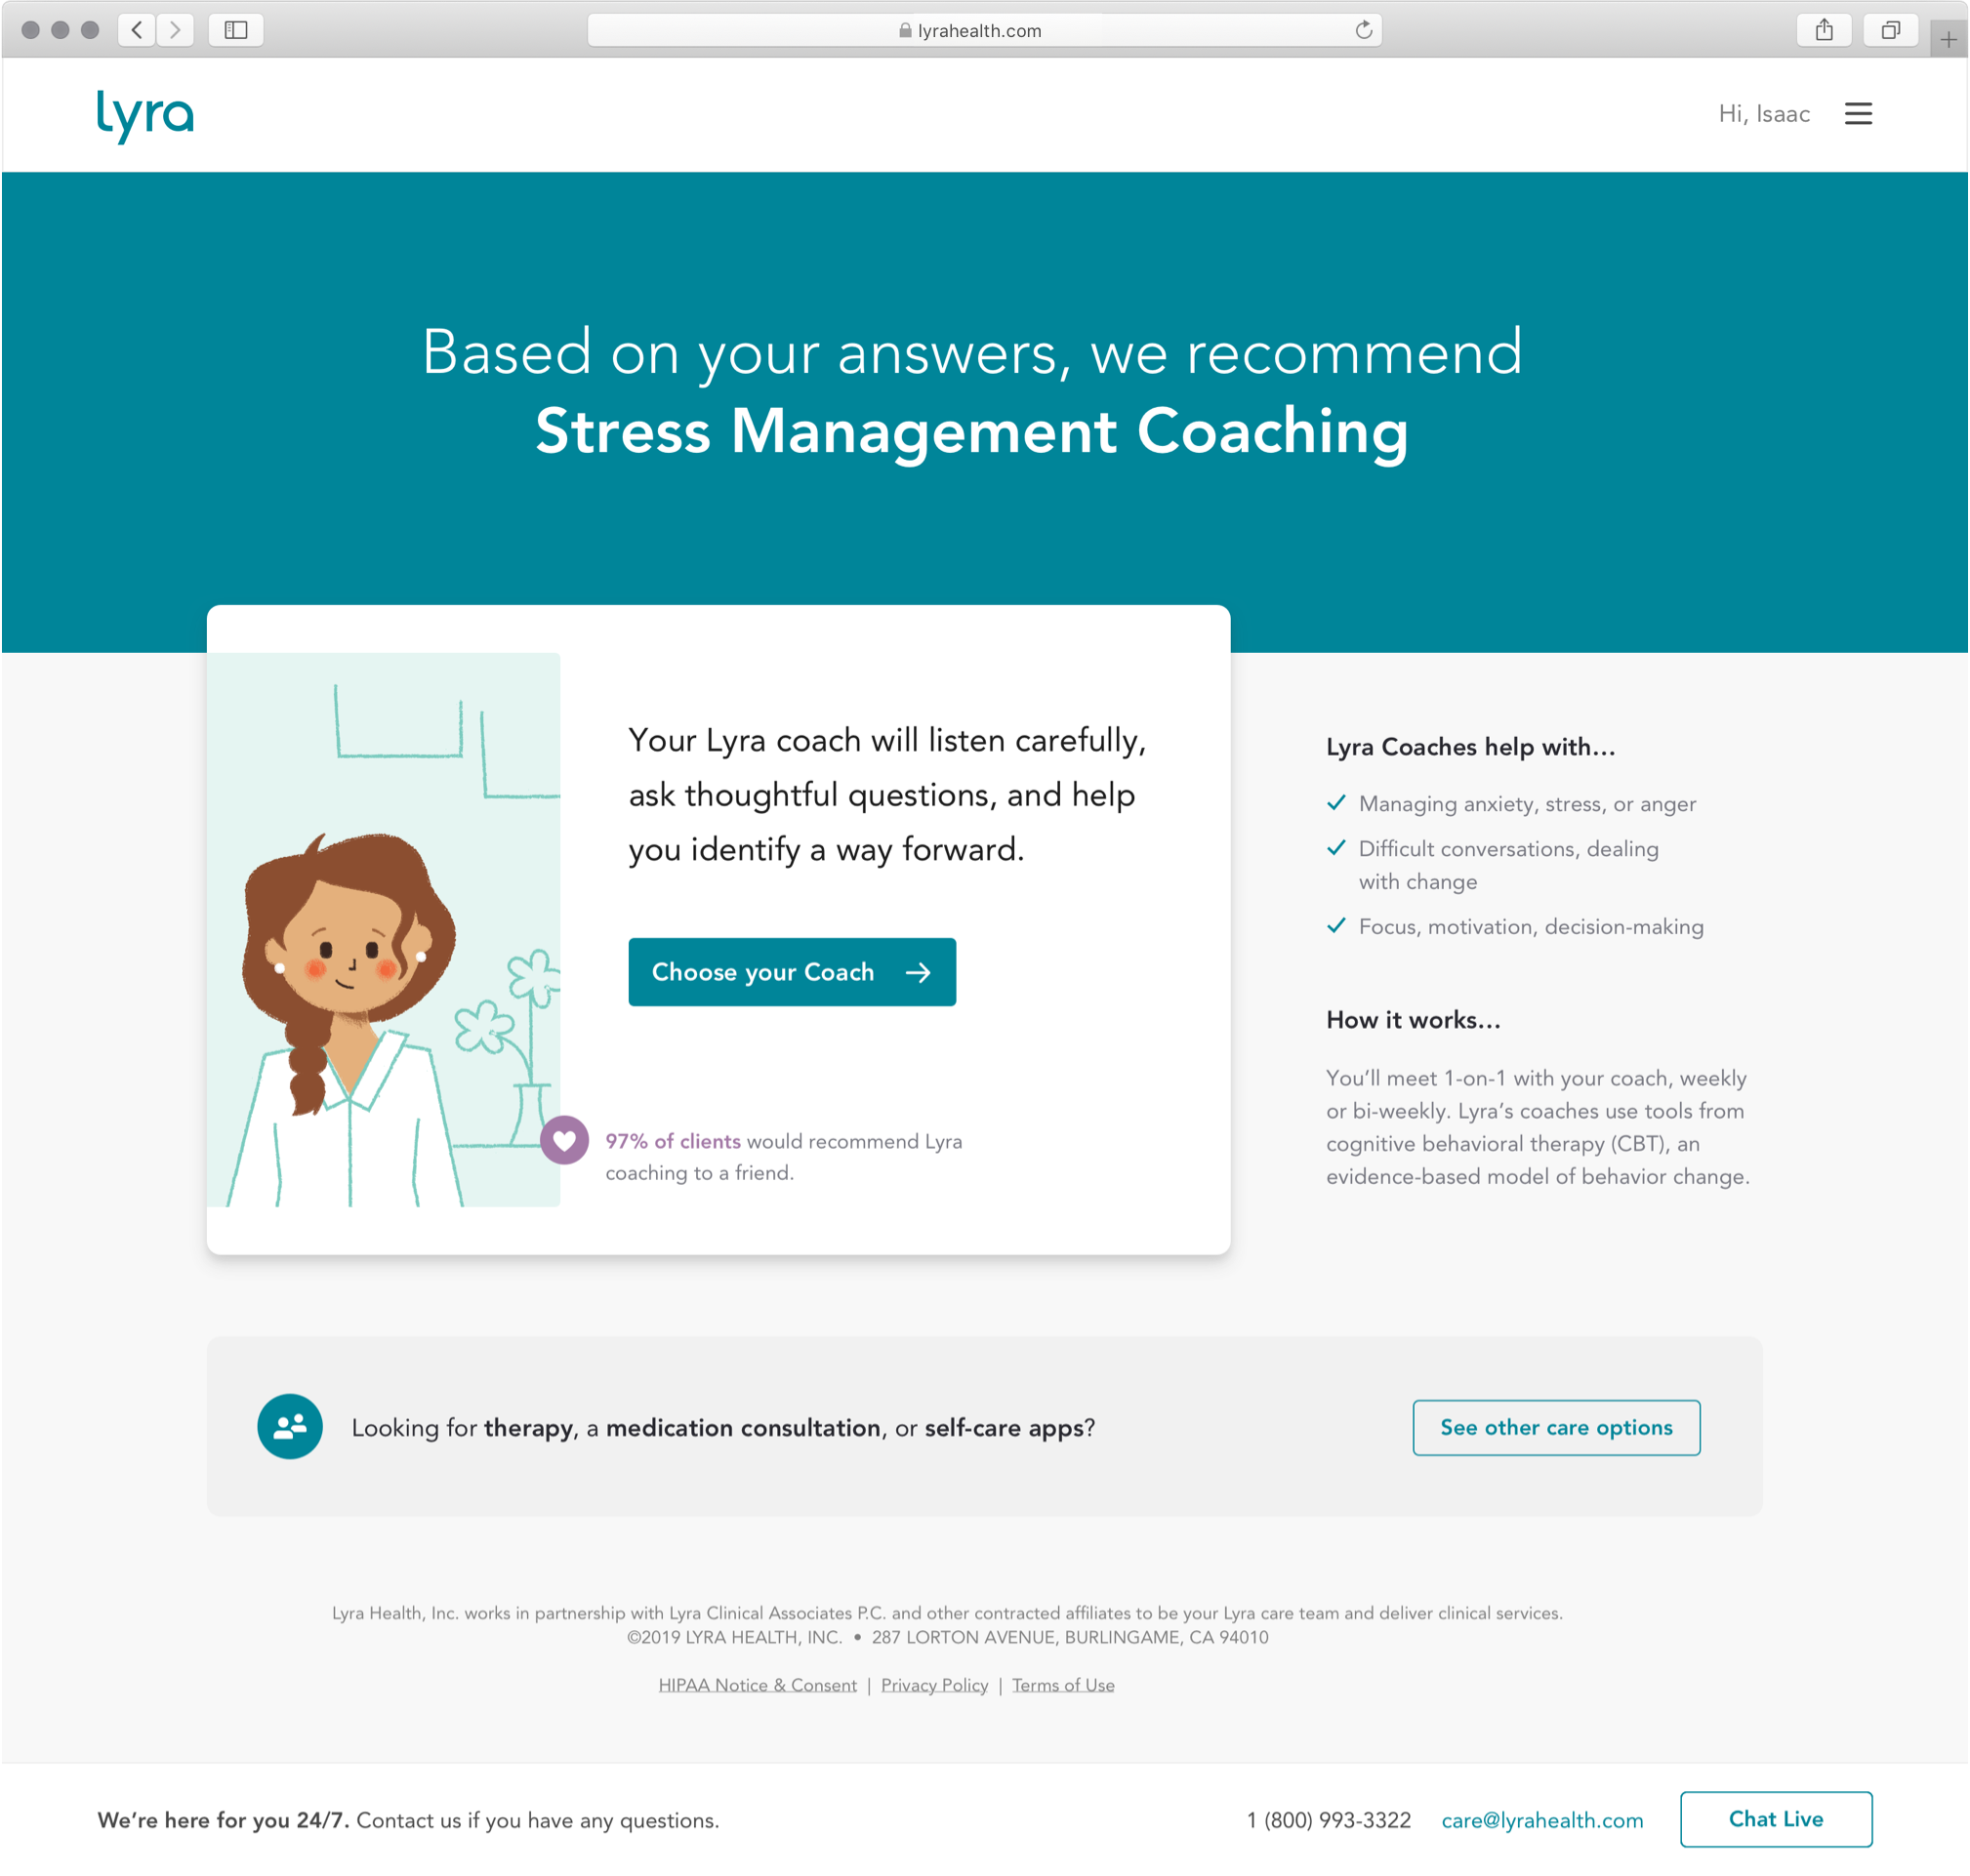 lyrahealth.com
lyra
Hi, Isaac
Based on your answers, we recommend
Stress Management Coaching
Your Lyra coach will listen carefully,
ask thoughtful questions, and help
you identify a way forward.
Choose your Coach
97% of clients would recommend Lyra
coaching to a friend.
Lyra Coaches help with...
Managing anxiety, stress, or anger
Difficult conversations, dealing
with change
Focus, motivation, decision-making
How it works...
You’ll meet 1-on-1 with your coach, weekly
or bi-weekly. Lyra’s coaches use tools from
cognitive behavioral therapy (CBT), an
evidence-based model of behavior change.
Looking for therapy, a medication consultation, or self-care apps?
See other care options
Lyra Health, Inc. works in partnership with Lyra Clinical Associates P.C. and other contracted affiliates to be your Lyra care team and deliver clinical services.
©2019 LYRA HEALTH, INC. • 287 LORTON AVENUE, BURLINGAME, CA 94010
HIPAA Notice & Consent | Privacy Policy | Terms of Use
We’re here for you 24/7. Contact us if you have any questions.
1 (800) 993-3322 care@lyrahealth.com Chat Live